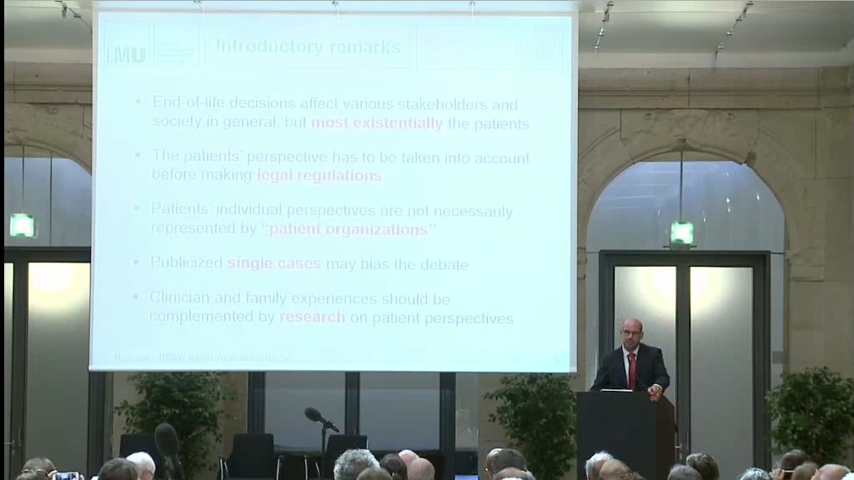 LMU
Introductory remarks
End-of-life decisions affect various stakeholders and
society in general, but most existentially the patients
The patients' perspective has to be taken into account
before making legal regulations
Patients' individual perspectives are not necessarily
represented by "patient organizations"
Publicized single cases may bias the debate
Clinician and family experiences should be
complemented by research on patient perspectives